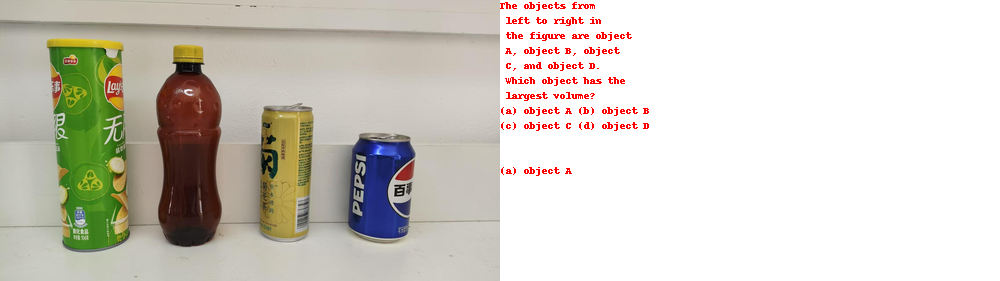 Lay's
无
限
菊
PEPSI
百事
The objects from
left to right in
the figure are object
A, object B, object
C, and object D.
Which object has the
largest volume?
(a) object A (b) object B
(c) object C (d) object D
(a) object A